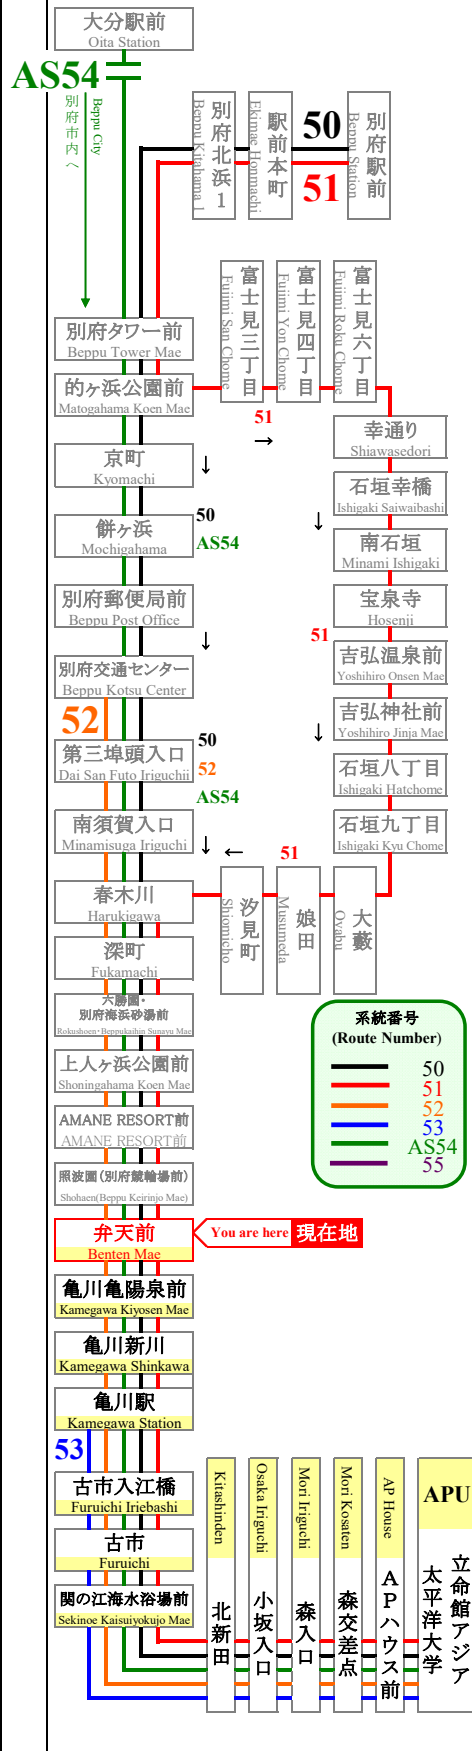 大分駅前
Oita Station
AS54
Beppu City
別府市内へ
別府北浜1
Beppu Kitahama 1
駅前本町
Ekimae Honmachi
50
51
別府駅前
Beppu Station
別府タワー前
Beppu Tower Mae
的ヶ浜公園前
Matogahama Koen Mae
富士見三丁目
Fujimi San Chome
富士見四丁目
Fujimi Yon Chome
富士見六丁目
Fujimi Roku Chome
51
→
幸通り
Shiawasedori
京町
Kyomachi
↓
石垣幸橋
Ishigaki Saiwaibashi
餅ヶ浜
Mochigahama
50
AS54
↓
南石垣
Minami Ishigaki
別府郵便局前
Beppu Post Office
↓
宝泉寺
Hosenji
51
別府交通センター
Beppu Kotsu Center
吉弘温泉前
Yoshihiro Onsen Mae
52
吉弘神社前
Yoshihiro Jinja Mae
↓
第三埠頭入口
Dai San Futo Iriguchii
50
52
AS54
石垣八丁目
Ishigaki Hatchome
南須賀入口
Minamisuga Iriguchi
↓
←
51
石垣九丁目
Ishigaki Kyu Chome
春木川
Harukigawa
汐見町
Shiomicho
娘田
Musumeda
大藪
Oyabu
深町
Fukamachi
六勝園・
別府海浜砂湯前
Rokushoen・Beppukaihin Sunayu Mae
上人ヶ浜公園前
Shoningahama Koen Mae
AMANE RESORT前
AMANE RESORT前
照波園(別府競輪場前)
Shohaen(Beppu Keirinjo Mae)
系統番号
(Route Number)
50
51
52
53
AS54
55
弁天前
Benten Mae
You are here 現在地
亀川亀陽泉前
Kamegawa Kiyosen Mae
亀川新川
Kamegawa Shinkawa
亀川駅
Kamegawa Station
53
古市入江橋
Furuichi Iriebashi
古市
Furuichi
関の江海水浴場前
Sekinoe Kaisuiyokujo Mae
Kitashinden
北新田
Osaka Iriguchi
小坂入口
Mori Iriguchi
森入口
Mori Kosaten
森交差点
AP House
APハウス前
APU
立命館アジア
太平洋大学